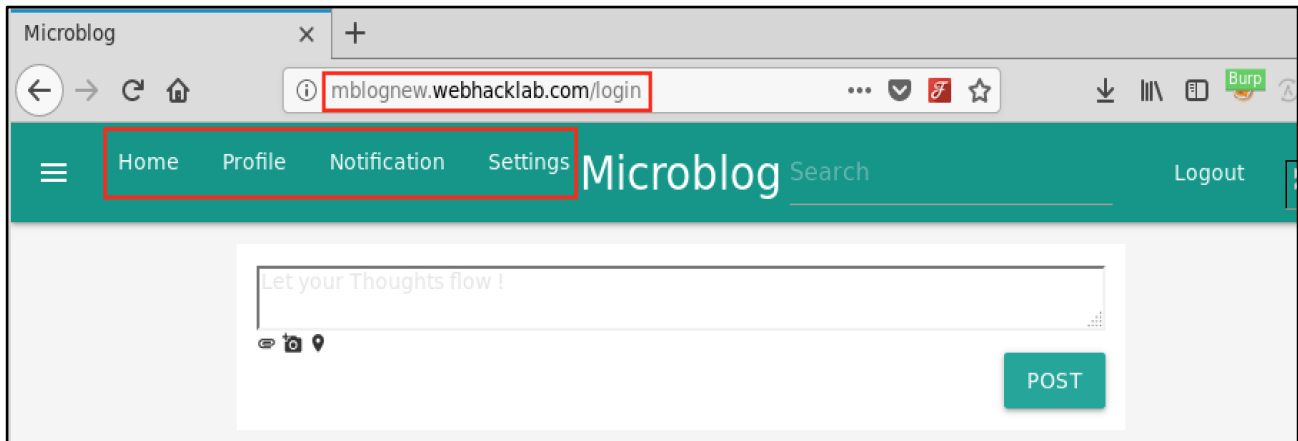 Microblog
mblognew.webhacklab.com/login
Burp
Home Profile Notification Settings Microblog Search Logout
Let your Thoughts flow !
POST